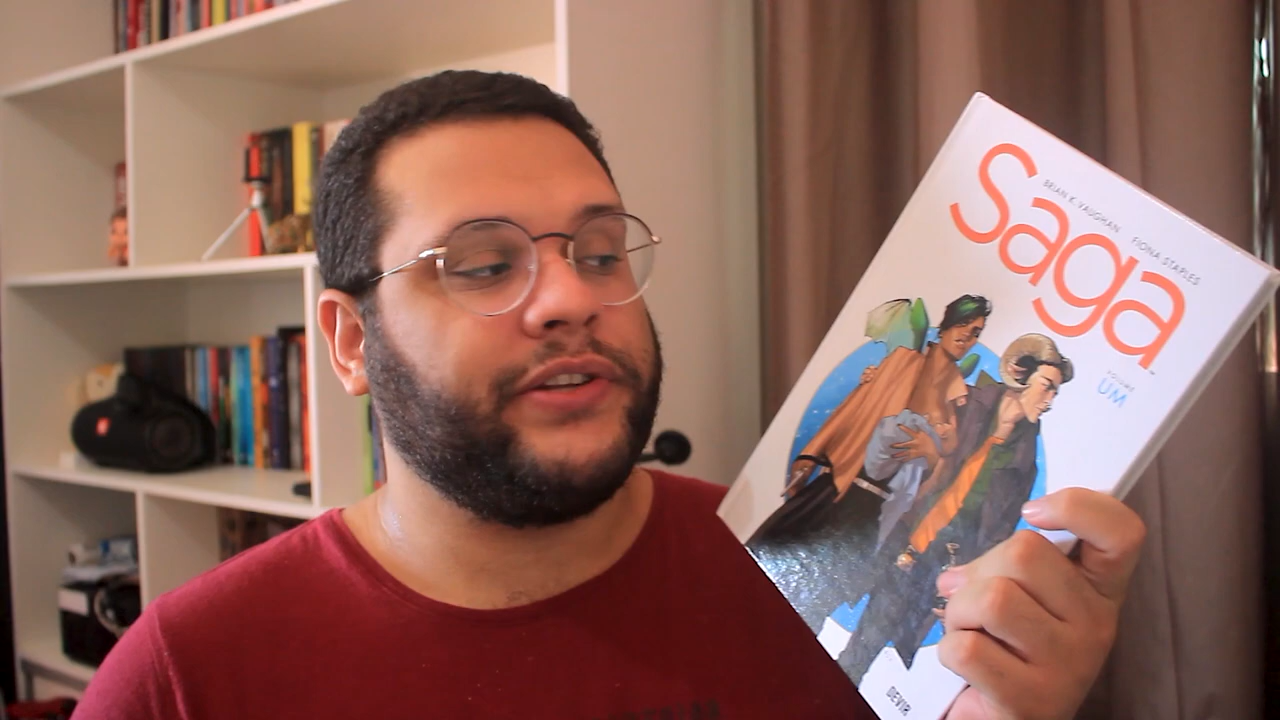 BRIAN K. VAUGHAN FIONA STAPLES
Saga
VOLUME
UM
DEVIR